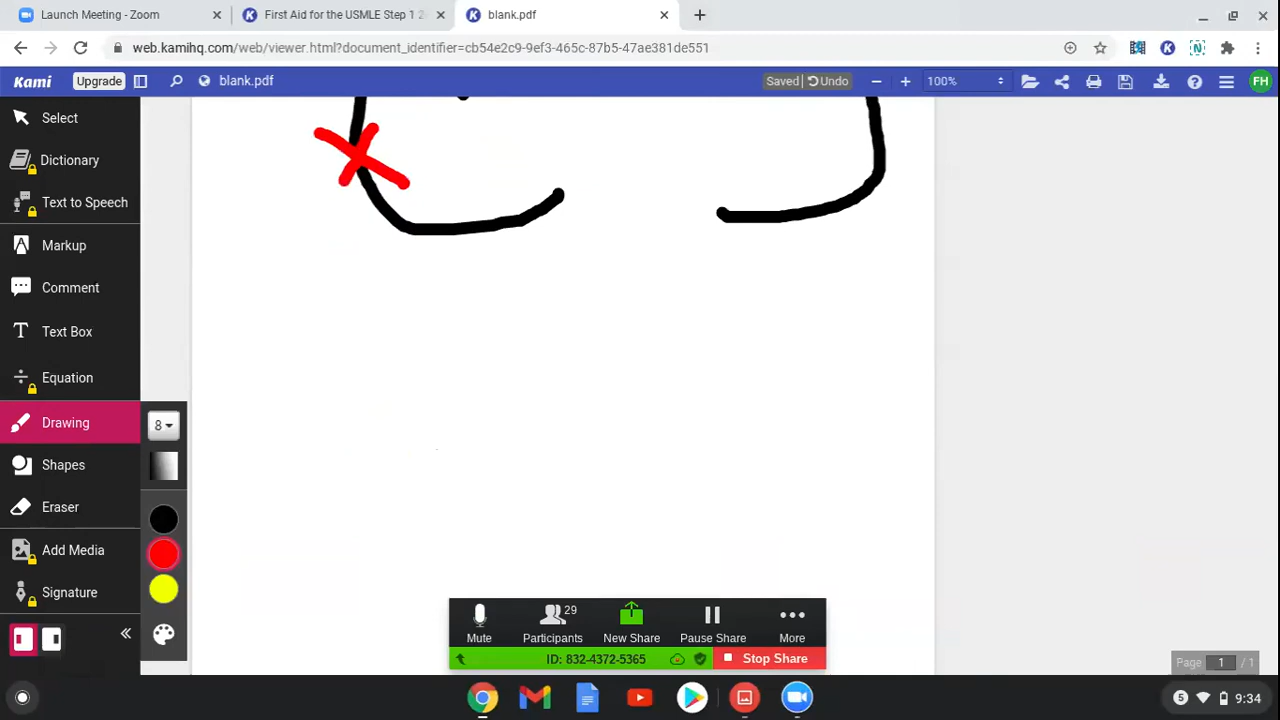 Launch Meeting - Zoom
First Aid for the USMLE Step 1 2
blank.pdf
web.kamihq.com/web/viewer.html?document_identifier=cb54e2c9-9ef3-465c-87b5-47ae381de551
Kami
Upgrade
blank.pdf
Saved
Undo
100%
FH
Select
Dictionary
Text to Speech
Markup
Comment
Text Box
Equation
Drawing
8
Shapes
Eraser
Add Media
Signature
29
Mute
Participants
New Share
Pause Share
More
ID: 832-4372-5365
Stop Share
Page 1 / 1
5
9:34